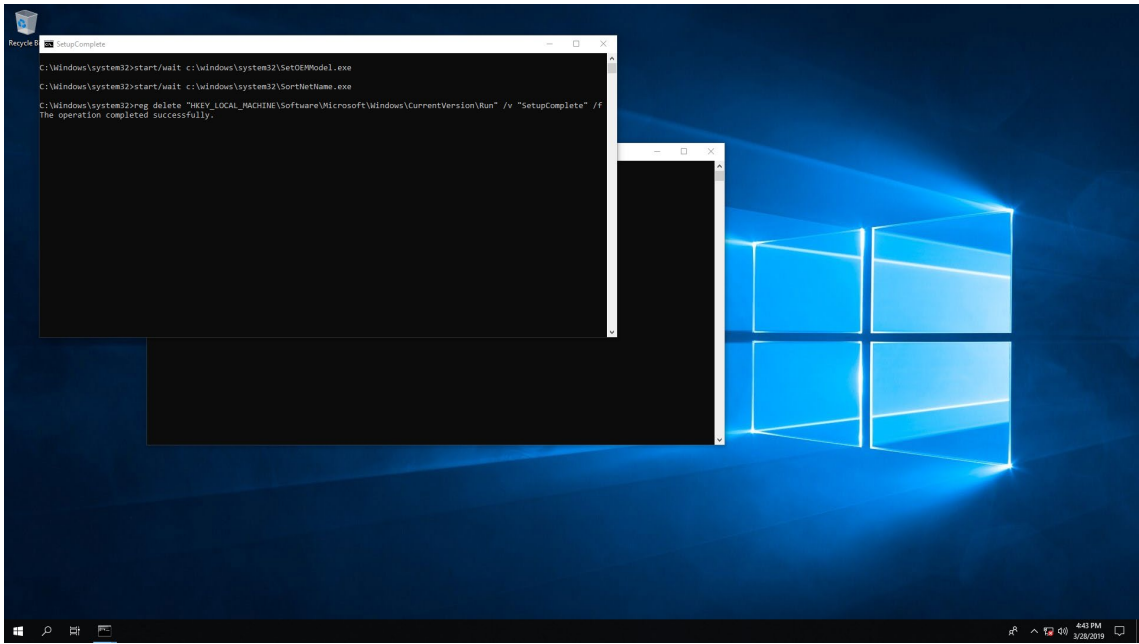 Recycle B
SetupComplete
C:\Windows\system32>start/wait c:\windows\system32\SetOEMModel.exe
C:\Windows\system32>start/wait c:\windows\system32\SortNetName.exe
C:\Windows\system32>reg delete "HKEY_LOCAL_MACHINE\Software\Microsoft\Windows\CurrentVersion\Run" /v "SetupComplete" /f
The operation completed successfully.
4:43 PM
3/28/2019